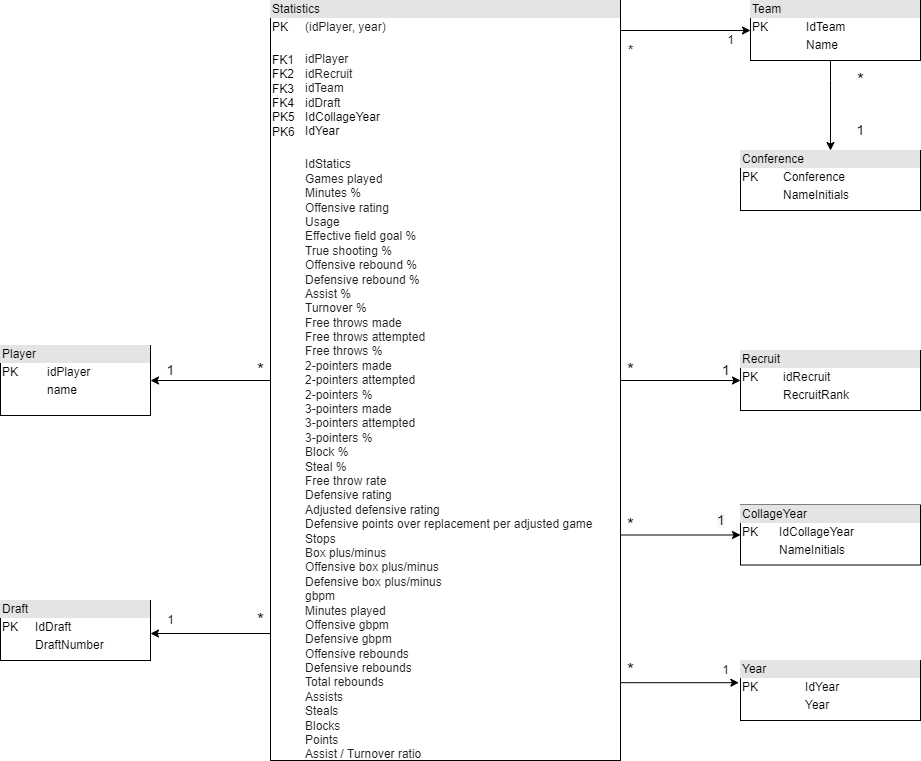 Statistics
PK (idPlayer, year)
FK1 idPlayer
FK2 idRecruit
FK3 idTeam
FK4 idDraft
PK5 IdCollageYear
PK6 IdYear
IdStatics
Games played
Minutes %
Offensive rating
Usage
Effective field goal %
True shooting %
Offensive rebound %
Defensive rebound %
Assist %
Turnover %
Free throws made
Free throws attempted
Free throws %
2-pointers made
2-pointers attempted
2-pointers %
3-pointers made
3-pointers attempted
3-pointers %
Block %
Steal %
Free throw rate
Defensive rating
Adjusted defensive rating
Defensive points over replacement per adjusted game
Stops
Box plus/minus
Offensive box plus/minus
Defensive box plus/minus
gbpm
Minutes played
Offensive gbpm
Defensive gbpm
Offensive rebounds
Defensive rebounds
Total rebounds
Assists
Steals
Blocks
Points
Assist / Turnover ratio
Team
PK IdTeam
Name
* 1
*
1
Conference
PK Conference
NameInitials
Player
PK idPlayer
name
1 *
Recruit
PK idRecruit
RecruitRank
* 1
CollageYear
PK IdCollageYear
NameInitials
* 1
Draft
PK IdDraft
DraftNumber
1 *
Year
PK IdYear
Year
* 1